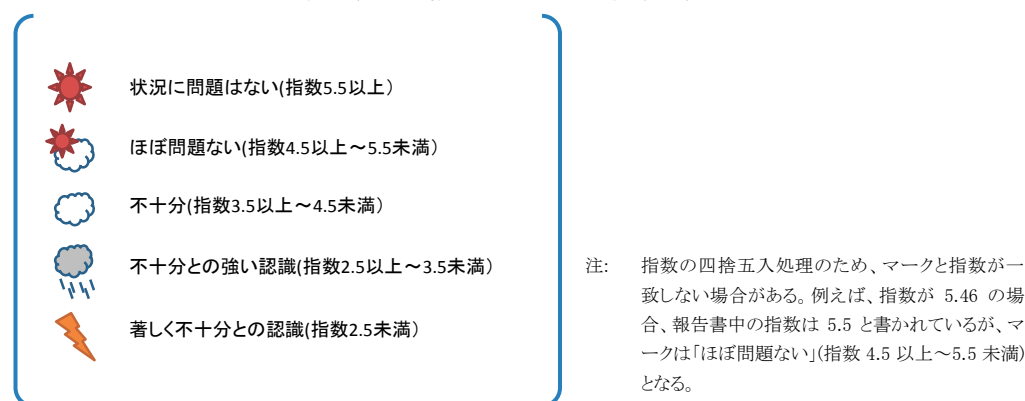 状況に問題はない(指数5.5以上)
ほぼ問題ない(指数4.5以上～5.5未満)
不十分(指数3.5以上～4.5未満)
不十分との強い認識(指数2.5以上～3.5未満)
著しく不十分との認識(指数2.5未満)
注: 指数の四捨五入処理のため、マークと指数が一
致しない場合がある。例えば、指数が 5.46 の場
合、報告書中の指数は 5.5 と書かれているが、マ
ークは「ほぼ問題ない」(指数 4.5 以上～5.5 未満)
となる。